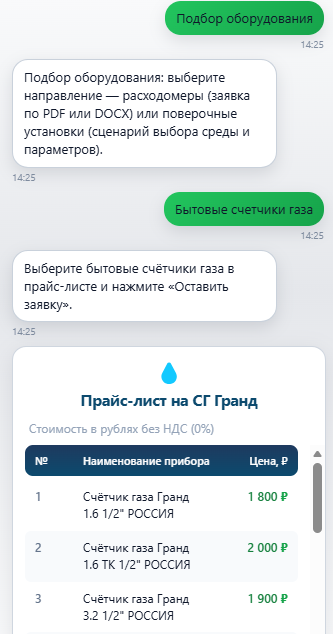 Подбор оборудования
14:25
Подбор оборудования: выберите
направление — расходомеры (заявка
по PDF или DOCX) или поверочные
установки (сценарий выбора среды и
параметров).
14:25
Бытовые счетчики газа
14:25
Выберите бытовые счётчики газа в
прайс-листе и нажмите «Оставить
заявку».
14:25
Прайс-лист на СГ Гранд
Стоимость в рублях без НДС (0%)
№ Наименование прибора Цена, ₽
1 Счётчик газа Гранд 1 800 ₽
1.6 1/2" РОССИЯ
2 Счётчик газа Гранд 2 000 ₽
1.6 ТК 1/2" РОССИЯ
3 Счётчик газа Гранд 1 900 ₽
3.2 1/2" РОССИЯ